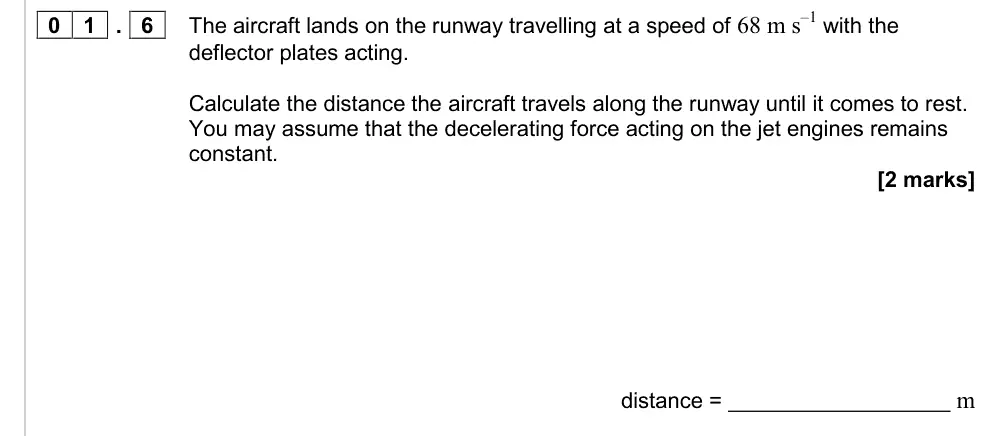 0 1 . 6 The aircraft lands on the runway travelling at a speed of 68 m s⁻¹ with the
deflector plates acting.
Calculate the distance the aircraft travels along the runway until it comes to rest.
You may assume that the decelerating force acting on the jet engines remains
constant.
[2 marks]
distance = ____________________ m